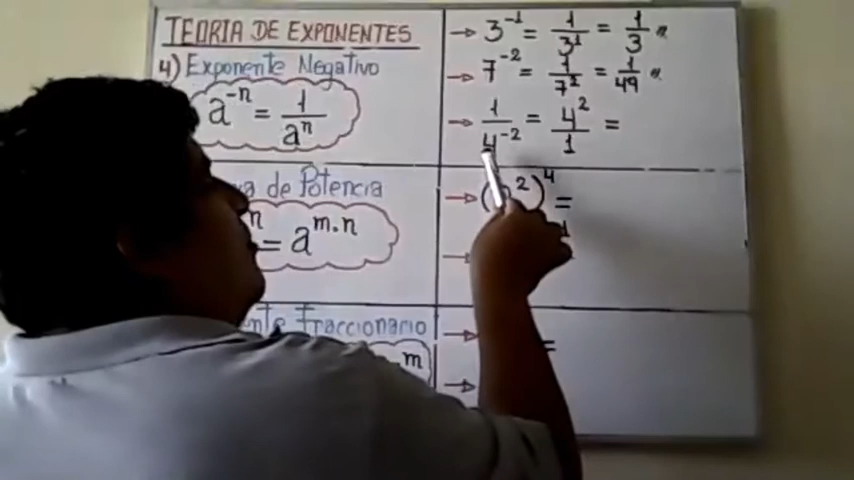 TEORIA DE EXPONENTES
4) Exponente Negativo
a⁻ⁿ = 1/aⁿ
de Potencia
ⁿ = a^(m.n)
fraccionario
m
→ 3⁻¹ = 1/3¹ = 1/3 "
→ 7⁻² = 1/7² = 1/49 "
→ 1/4⁻² = 4²/1 =
→ ( ²)⁴ =
→
→ =
→